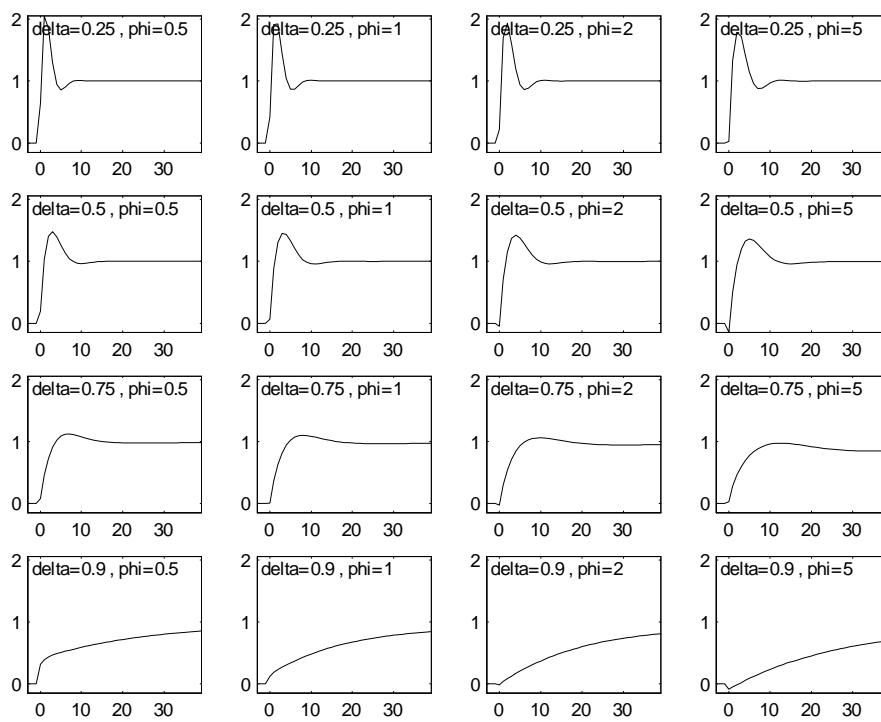 2 delta=0.25 , phi=0.5
1
0
0 10 20 30
2 delta=0.25 , phi=1
1
0
0 10 20 30
2 delta=0.25 , phi=2
1
0
0 10 20 30
2 delta=0.25 , phi=5
1
0
0 10 20 30
2 delta=0.5 , phi=0.5
1
0
0 10 20 30
2 delta=0.5 , phi=1
1
0
0 10 20 30
2 delta=0.5 , phi=2
1
0
0 10 20 30
2 delta=0.5 , phi=5
1
0
0 10 20 30
2 delta=0.75 , phi=0.5
1
0
0 10 20 30
2 delta=0.75 , phi=1
1
0
0 10 20 30
2 delta=0.75 , phi=2
1
0
0 10 20 30
2 delta=0.75 , phi=5
1
0
0 10 20 30
2 delta=0.9 , phi=0.5
1
0
0 10 20 30
2 delta=0.9 , phi=1
1
0
0 10 20 30
2 delta=0.9 , phi=2
1
0
0 10 20 30
2 delta=0.9 , phi=5
1
0
0 10 20 30